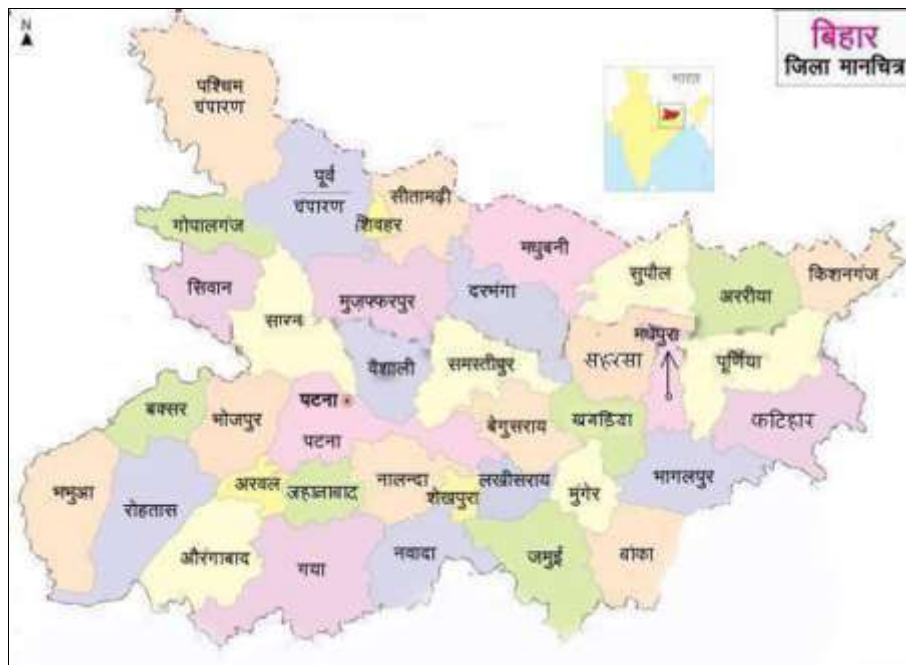 N
बिहार
जिला मानचित्र
भारत
पश्चिम
चंपारण
पूर्व
चंपारण
सीतामढ़ी
शिवहर
गोपालगंज
मधुबनी
सुपौल
किशनगंज
अररीया
सिवान
मुज़फ्फरपुर
दरभंगा
सारन
मधेपुरा
सहरसा
पूर्णिया
वैशाली
समस्तीपुर
पटना
बक्सर
भोजपुर
बेगुसराय
खगड़िया
कटिहार
पटना
भभुआ
रोहतास
अरवल
जहानाबाद
नालन्दा
शेखपुरा
लखीसराय
मुंगेर
भागलपुर
औरंगाबाद
गया
नवादा
जमुई
बांका